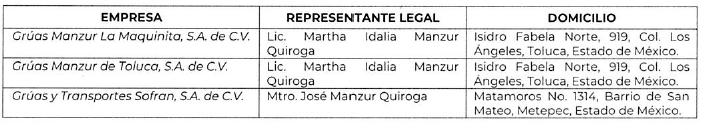 EMPRESA REPRESENTANTE LEGAL DOMICILIO
Grúas Manzur La Maquinita, S.A. de C.V. Lic. Martha Idalia Manzur Isidro Fabela Norte, 919, Col. Los
Quiroga Ángeles, Toluca, Estado de México.
Grúas Manzur de Toluca, S.A. de C.V. Lic. Martha Idalia Manzur Isidro Fabela Norte, 919, Col. Los
Quiroga Ángeles, Toluca, Estado de México.
Grúas y Transportes Sofran, S.A. de C.V. Mtro. José Manzur Quiroga Matamoros No. 1314, Barrio de San
Mateo, Metepec, Estado de México.